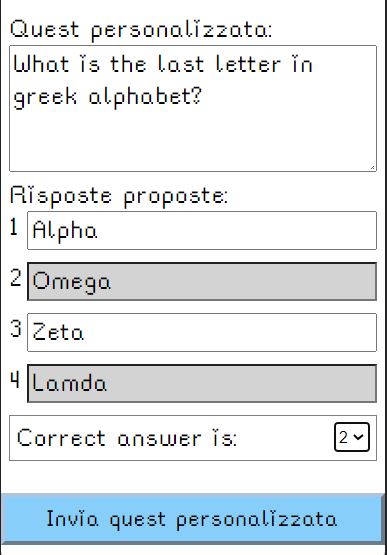 Quest personalizzata:
What is the last letter in
greek alphabet?
Risposte proposte:
1 Alpha
2 Omega
3 Zeta
4 Lamda
Correct answer is: 2
Invia quest personalizzata